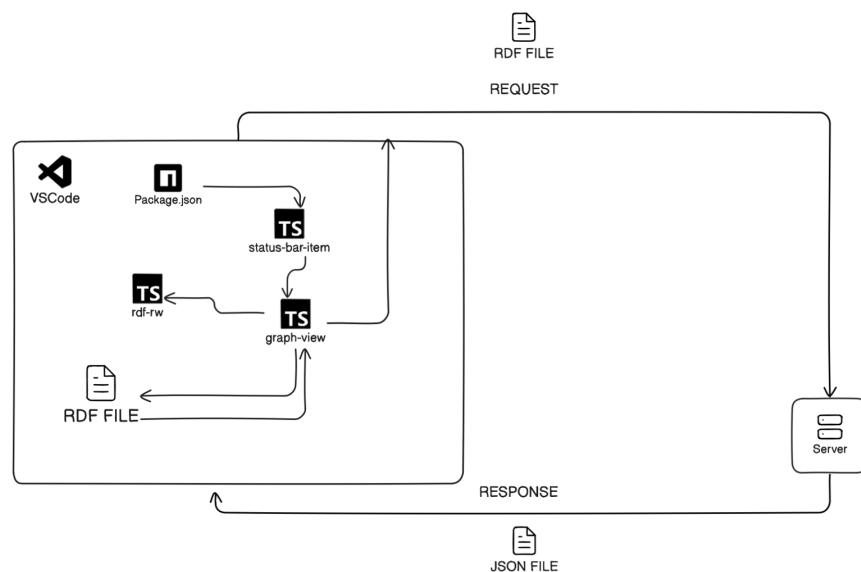 RDF FILE
REQUEST
VSCode
Package.json
TS
status-bar-item
TS
rdf-rw
TS
graph-view
RDF FILE
Server
RESPONSE
JSON FILE